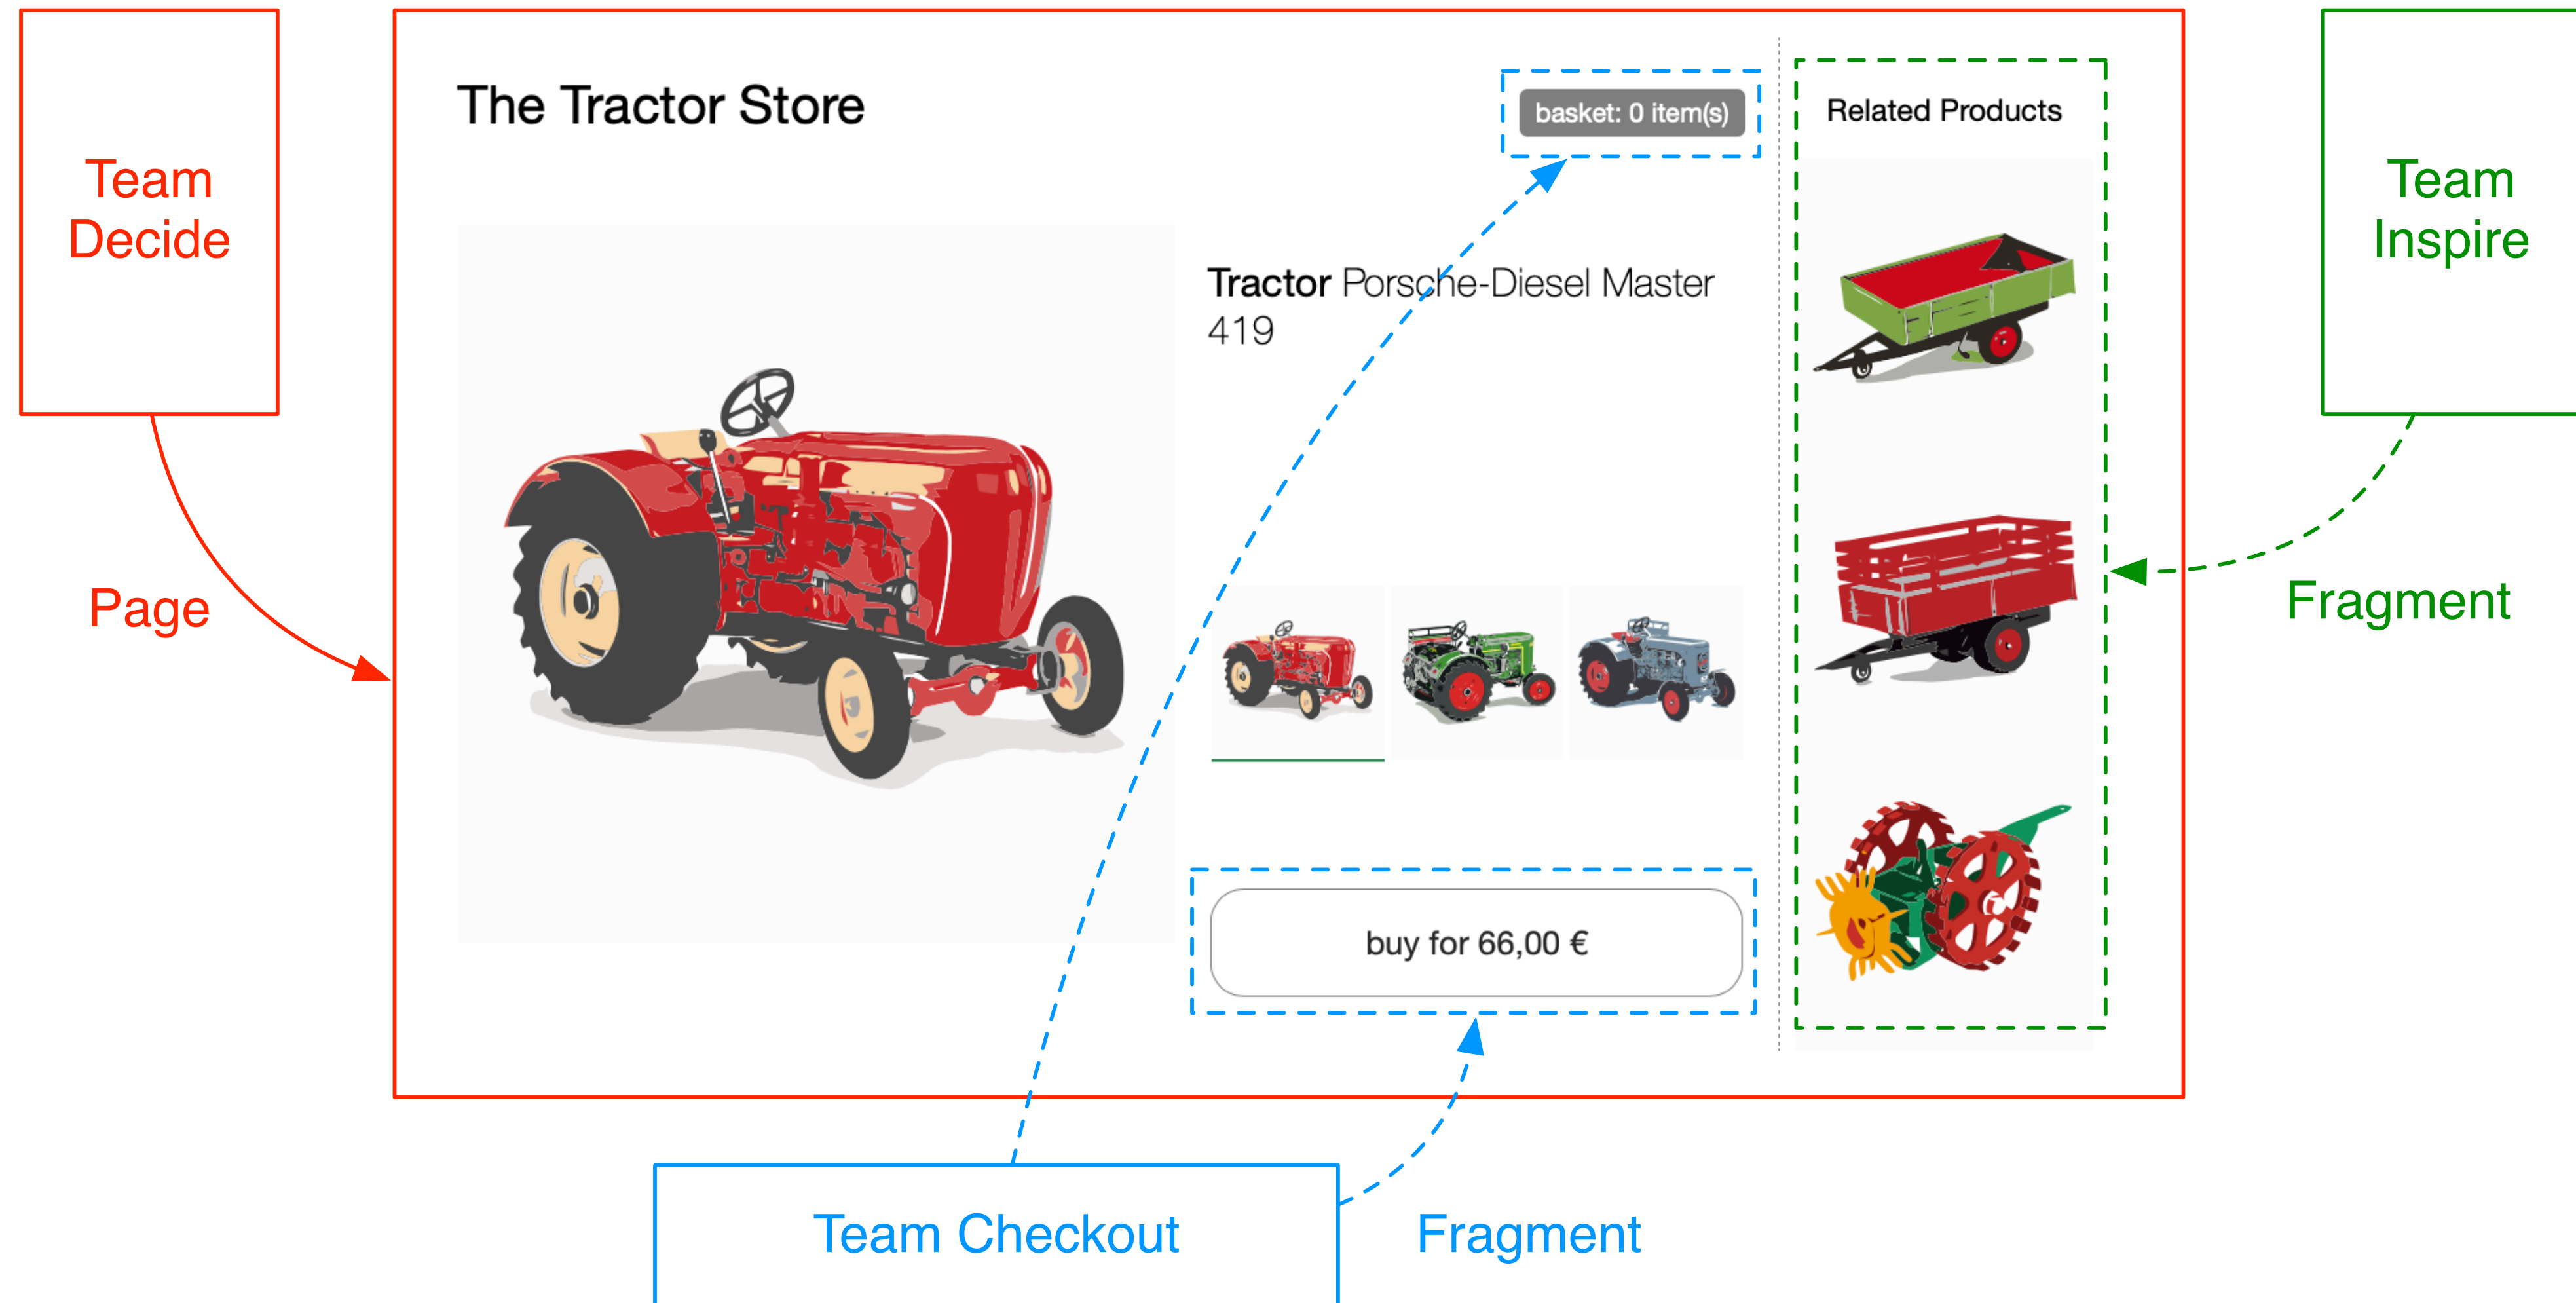 Team
Decide
Page
The Tractor Store
basket: 0 item(s)
Tractor Porsche-Diesel Master
419
buy for 66,00 €
Related Products
Team
Inspire
Fragment
Team Checkout
Fragment